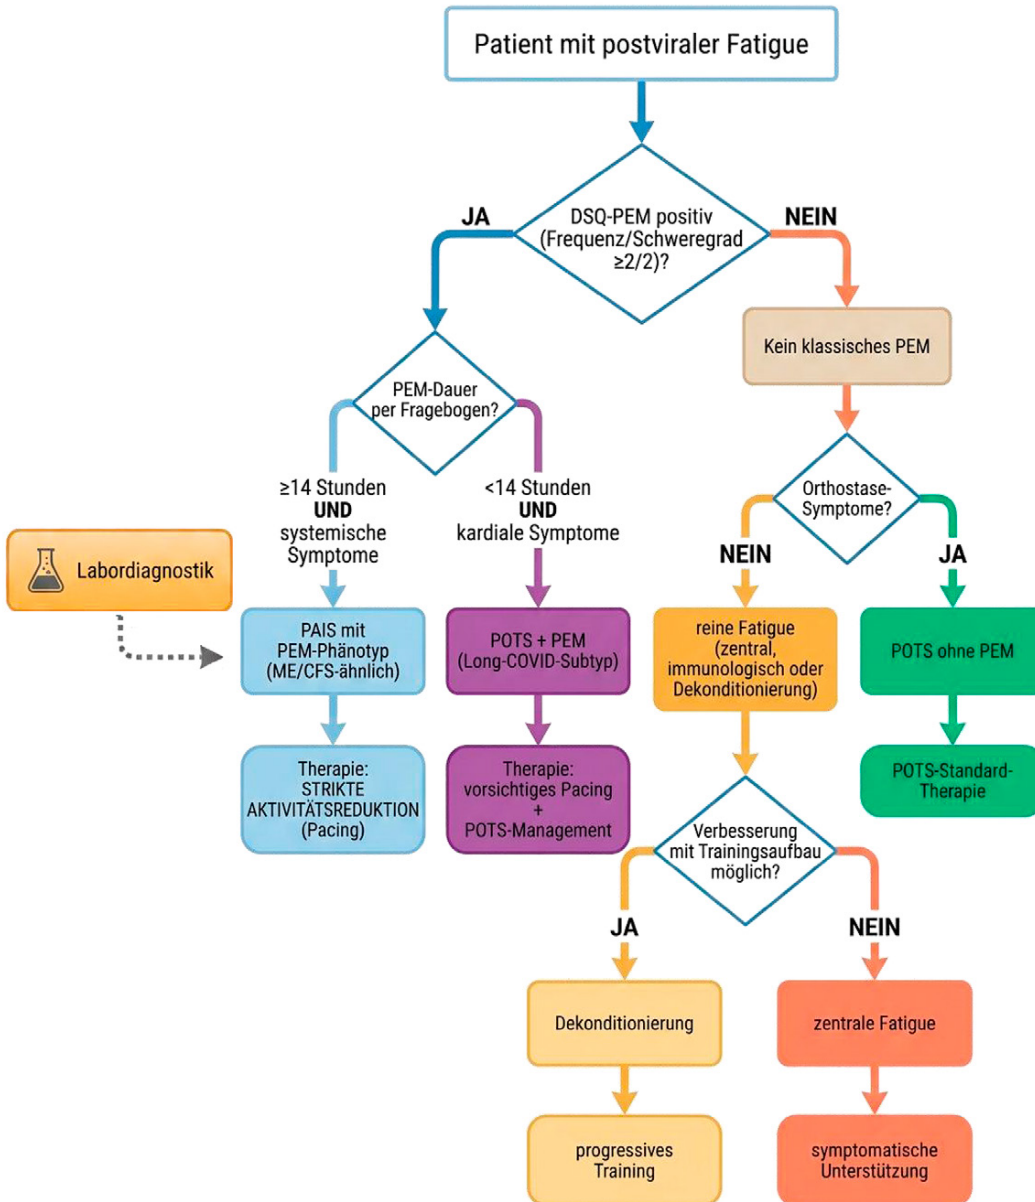 Patient mit postviraler Fatigue
DSQ-PEM positiv
(Frequenz/Schweregrad
≥2/2)?
JA
NEIN
Kein klassisches PEM
PEM-Dauer
per Fragebogen?
≥14 Stunden
UND
systemische
Symptome
<14 Stunden
UND
kardiale Symptome
Orthostase-
Symptome?
NEIN
JA
Labordiagnostik
PAIS mit
PEM-Phänotyp
(ME/CFS-ähnlich)
POTS + PEM
(Long-COVID-Subtyp)
reine Fatigue
(zentral,
immunologisch oder
Dekonditionierung)
POTS ohne PEM
Therapie:
STRIKTE
AKTIVITÄTSREDUKTION
(Pacing)
Therapie:
vorsichtiges Pacing
+
POTS-Management
POTS-Standard-
Therapie
Verbesserung
mit Trainingsaufbau
möglich?
JA
NEIN
Dekonditionierung
zentrale Fatigue
progressives
Training
symptomatische
Unterstützung